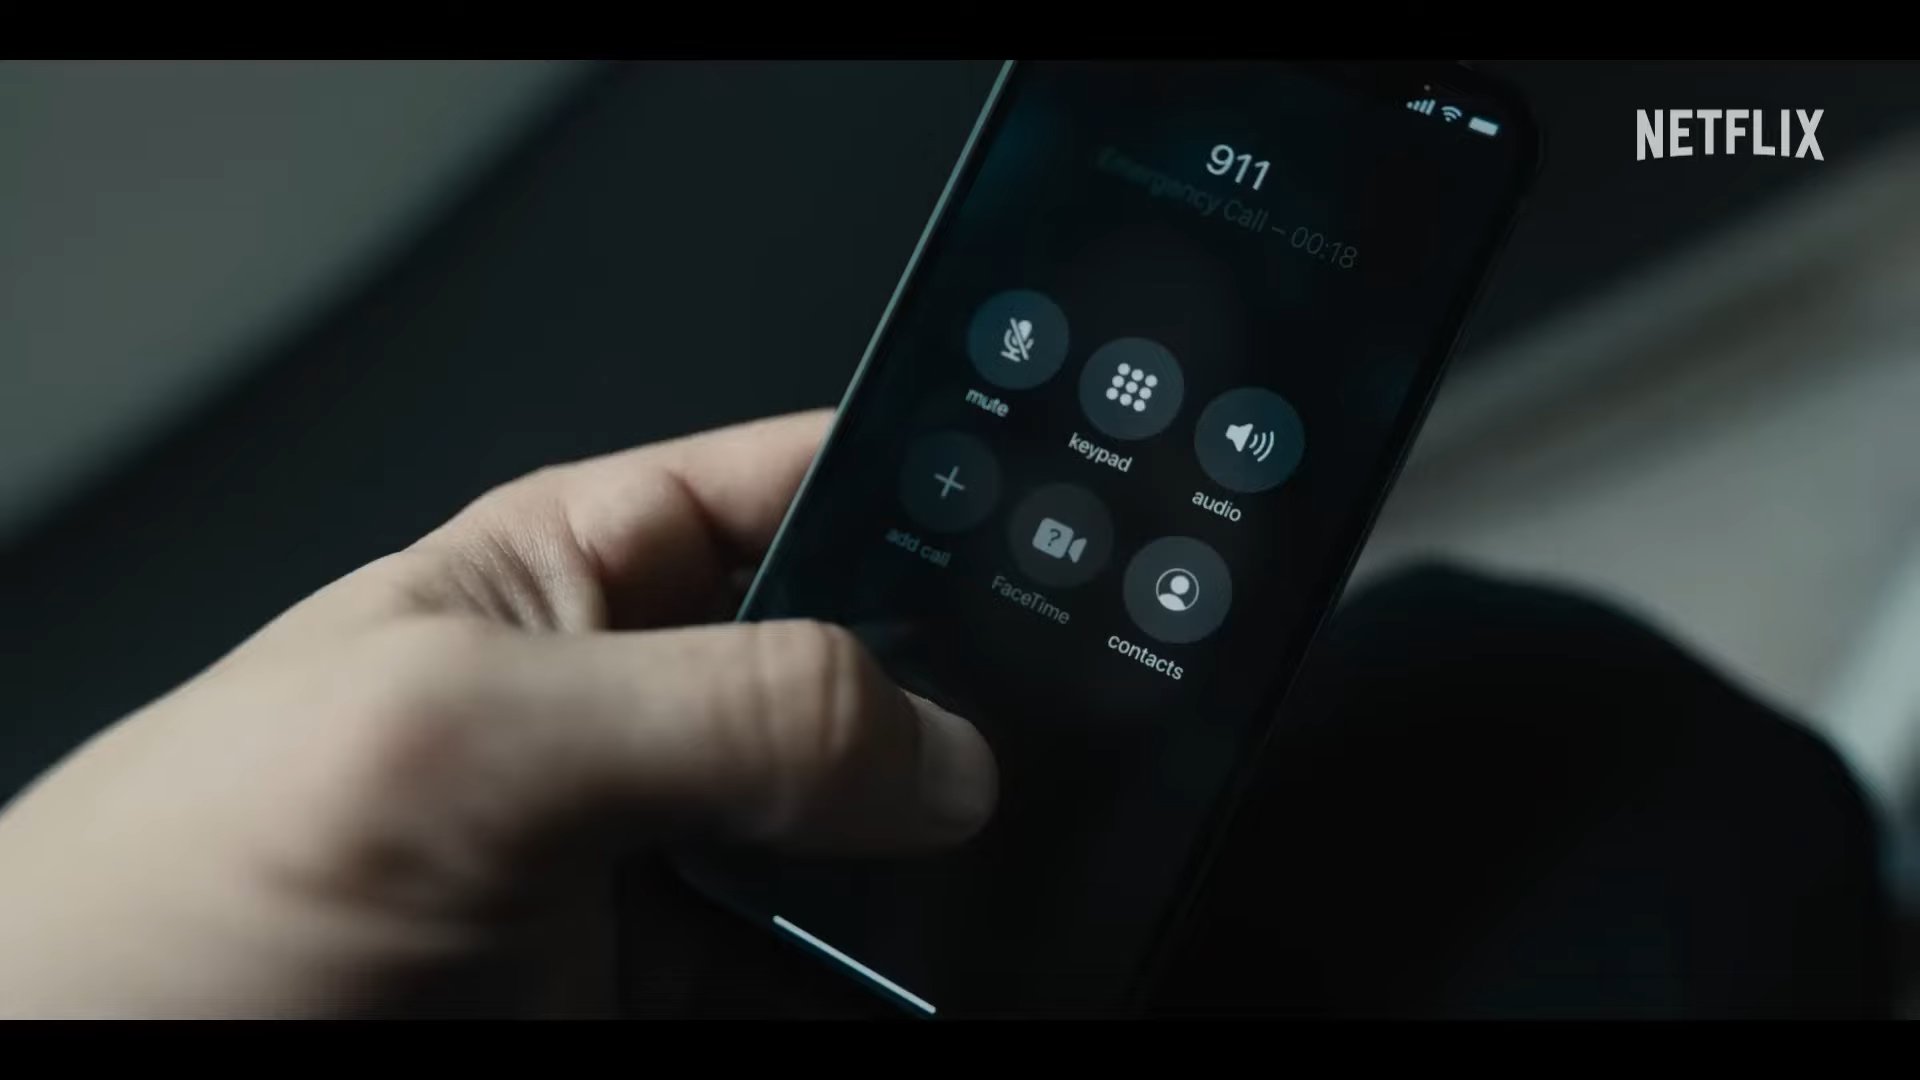 NETFLIX
911
Emergency Call – 00:18
mute
keypad
audio
add call
FaceTime
?
contacts